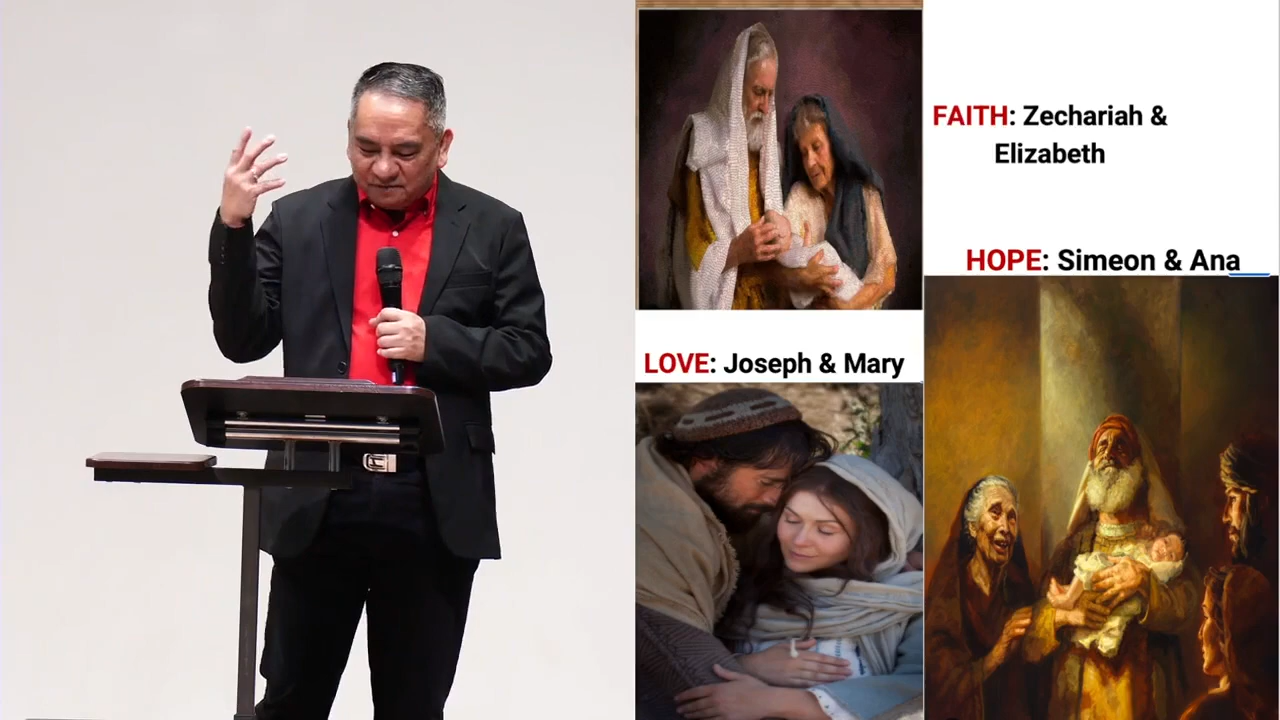 FAITH: Zechariah &
Elizabeth
HOPE: Simeon & Ana
LOVE: Joseph & Mary